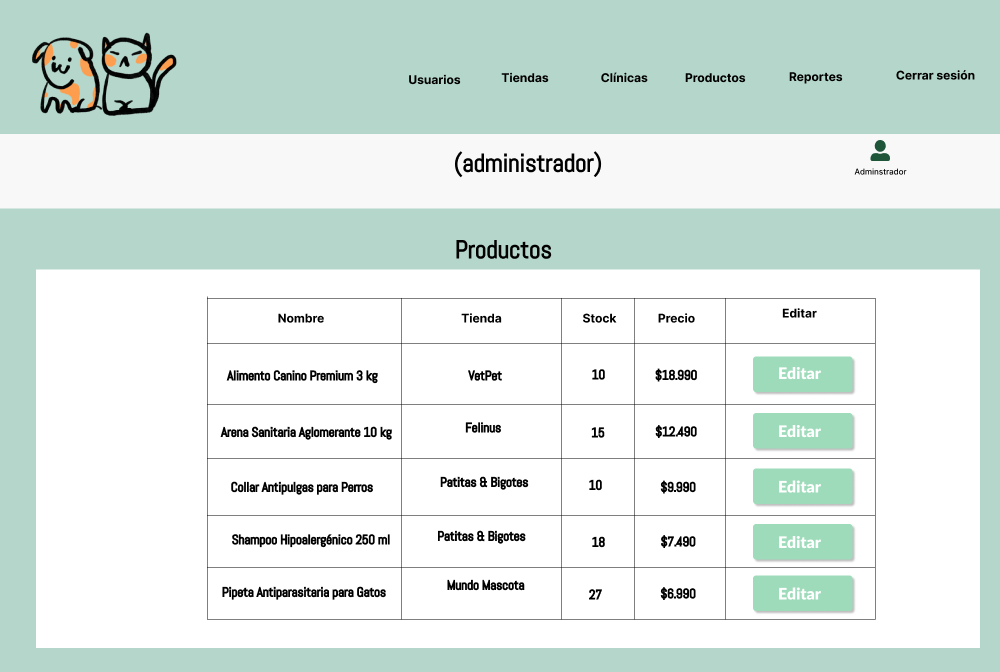 Usuarios Tiendas Clínicas Productos Reportes Cerrar sesión
(administrador)
Adminstrador
Productos
Nombre Tienda Stock Precio Editar
Alimento Canino Premium 3 kg VetPet 10 $18.990 Editar
Arena Sanitaria Aglomerante 10 kg Felinus 15 $12.490 Editar
Collar Antipulgas para Perros Patitas & Bigotes 10 $9.990 Editar
Shampoo Hipoalergénico 250 ml Patitas & Bigotes 18 $7.490 Editar
Pipeta Antiparasitaria para Gatos Mundo Mascota 27 $6.990 Editar